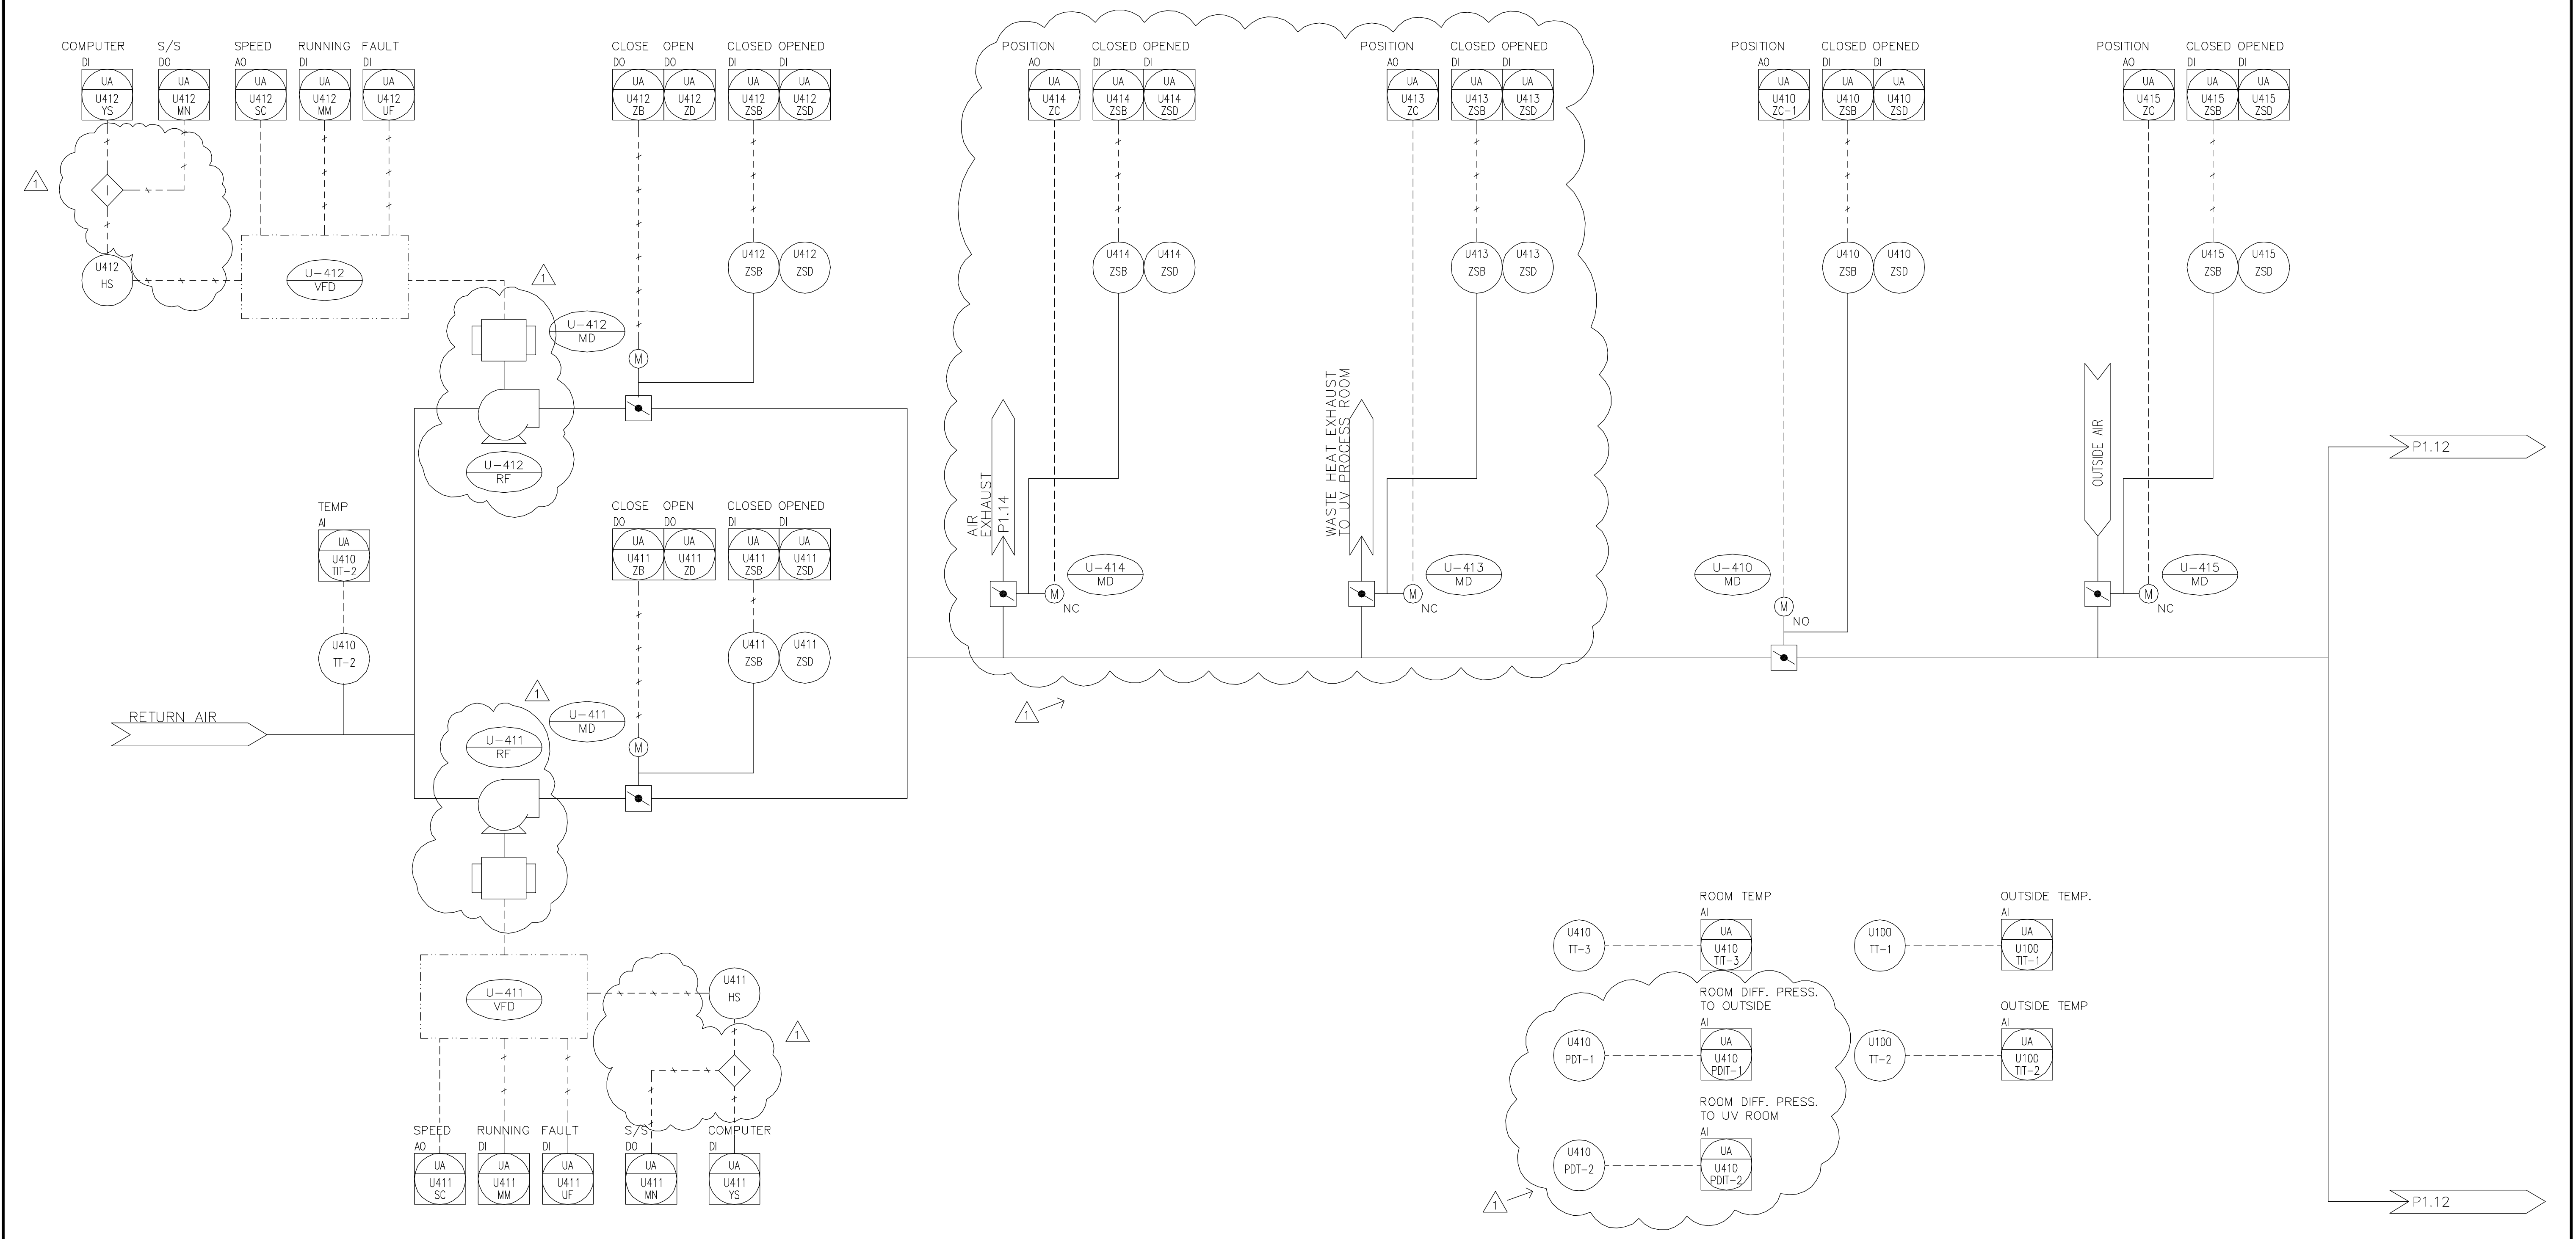 COMPUTER S/S SPEED RUNNING FAULT
DI DO AO DI DI
UA UA UA UA UA
U412 U412 U412 U412 U412
YS MN SC MM UF
CLOSE OPEN CLOSED OPENED
DO DO DI DI
UA UA UA UA
U412 U412 U412 U412
ZB ZD ZSB ZSD
POSITION CLOSED OPENED
AO DI DI
UA UA UA
U414 U414 U414
ZC ZSB ZSD
POSITION CLOSED OPENED
AO DI DI
UA UA UA
U413 U413 U413
ZC ZSB ZSD
POSITION CLOSED OPENED
AO DI DI
UA UA UA
U410 U410 U410
ZC-1 ZSB ZSD
POSITION CLOSED OPENED
AO DI DI
UA UA UA
U415 U415 U415
ZC ZSB ZSD
1
U412
HS
U-412
VFD
1
U-412
MD
M
U412 U412
ZSB ZSD
U414 U414
ZSB ZSD
U413 U413
ZSB ZSD
U410 U410
ZSB ZSD
U415 U415
ZSB ZSD
U-412
RF
AIR
EXHAUST
P1.14
WASTE HEAT EXHAUST
TO UV PROCESS ROOM
OUTSIDE AIR
P1.12
TEMP
AI
UA
U410
TIT-2
U410
TT-2
CLOSE OPEN CLOSED OPENED
DO DO DI DI
UA UA UA UA
U411 U411 U411 U411
ZB ZD ZSB ZSD
U411 U411
ZSB ZSD
M
NC
U-414
MD
M
NC
U-413
MD
U-410
MD
M
NO
M
NC
U-415
MD
RETURN AIR
1
U-411
RF
U-411
MD
M
1
U-411
VFD
U411
HS
1
SPEED RUNNING FAULT S/S COMPUTER
AO DI DI DO DI
UA UA UA UA UA
U411 U411 U411 U411 U411
SC MM UF MN YS
ROOM TEMP
AI
U410
TT-3
UA
U410
TIT-3
OUTSIDE TEMP.
AI
U100
TT-1
UA
U100
TIT-1
ROOM DIFF. PRESS.
TO OUTSIDE
AI
U410
PDT-1
UA
U410
PDIT-1
OUTSIDE TEMP
AI
U100
TT-2
UA
U100
TIT-2
ROOM DIFF. PRESS.
TO UV ROOM
AI
U410
PDT-2
UA
U410
PDIT-2
1
P1.12